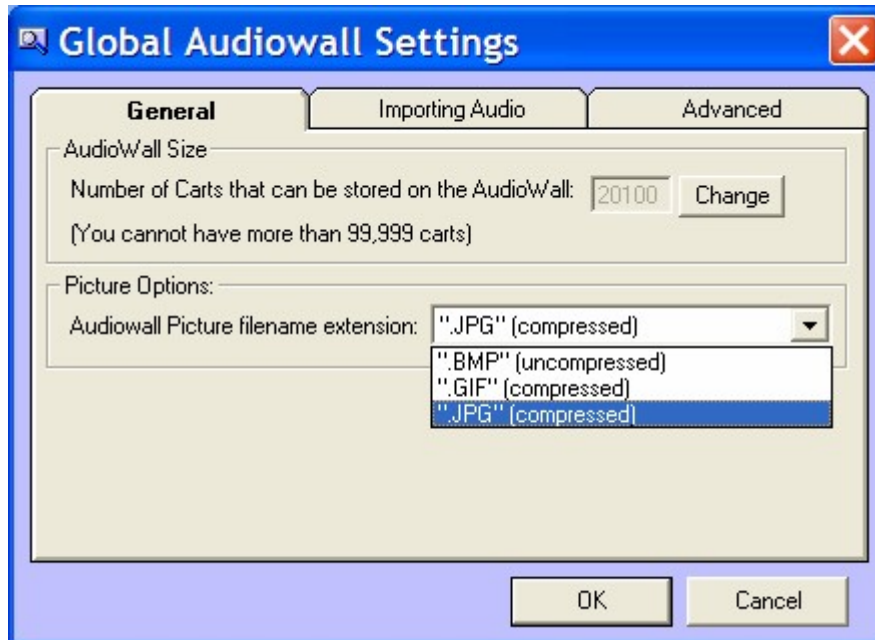 Global Audiowall Settings
General
Importing Audio
Advanced
AudioWall Size
Number of Carts that can be stored on the AudioWall: 20100 Change
(You cannot have more than 99,999 carts)
Picture Options:
Audiowall Picture filename extension: ".JPG" (compressed)
".BMP" (uncompressed)
".GIF" (compressed)
".JPG" (compressed)
OK
Cancel